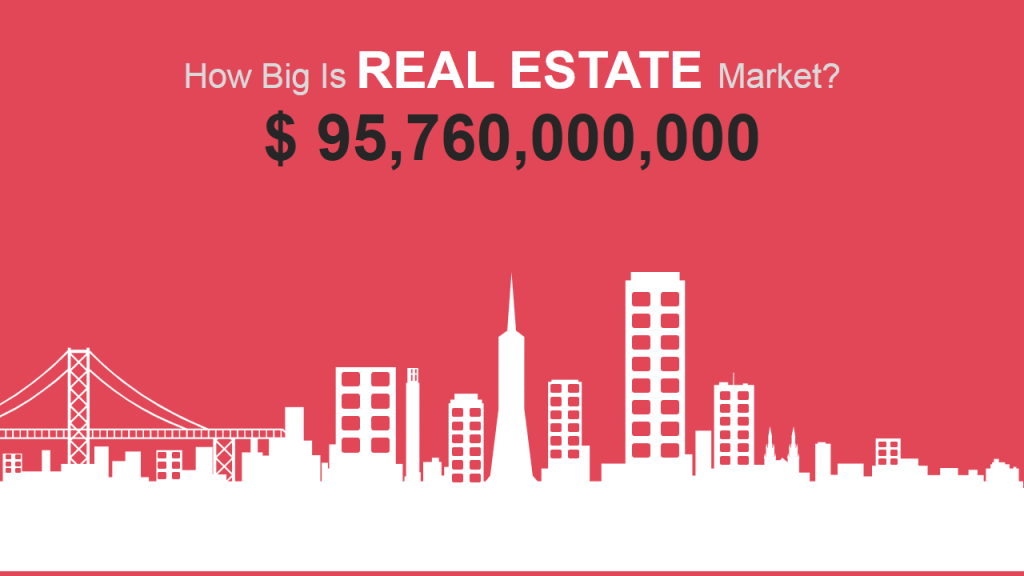 How Big Is REAL ESTATE Market?
$ 95,760,000,000